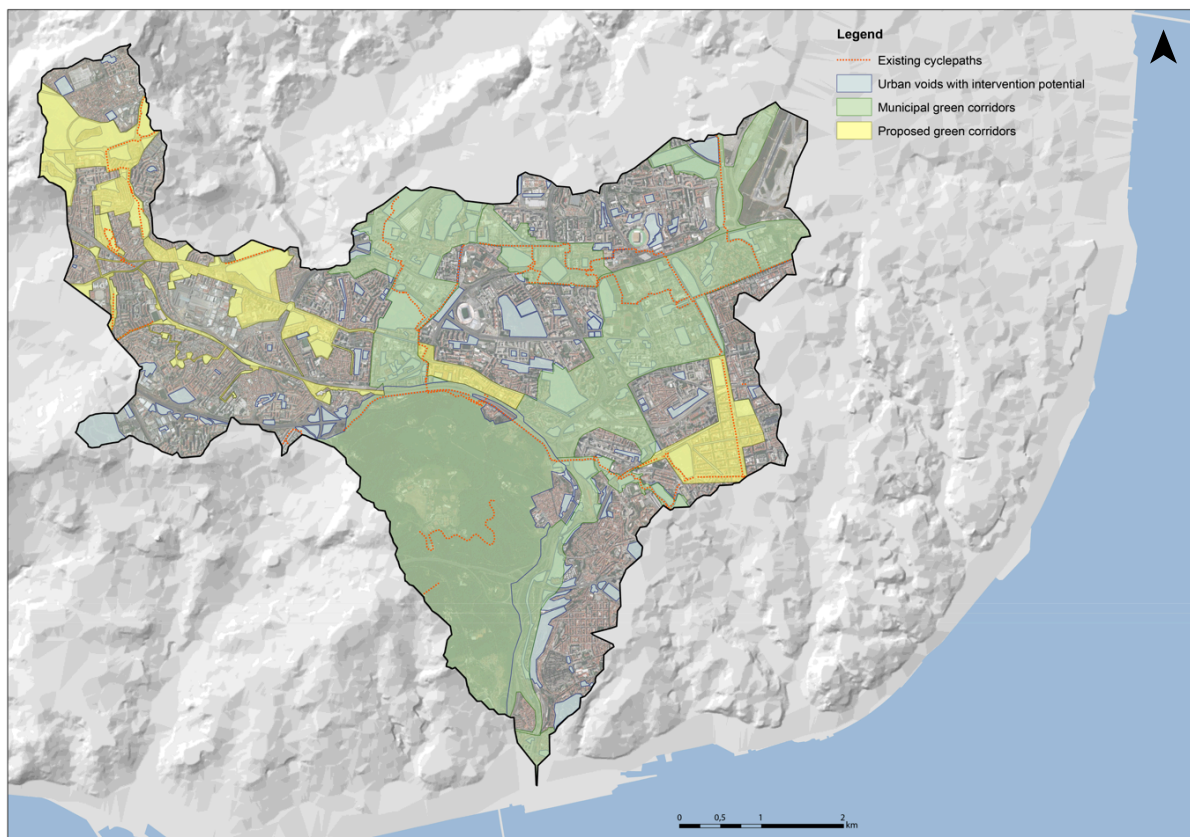 Legend
Existing cyclepaths
Urban voids with intervention potential
Municipal green corridors
Proposed green corridors
0 0,5 1 2
km